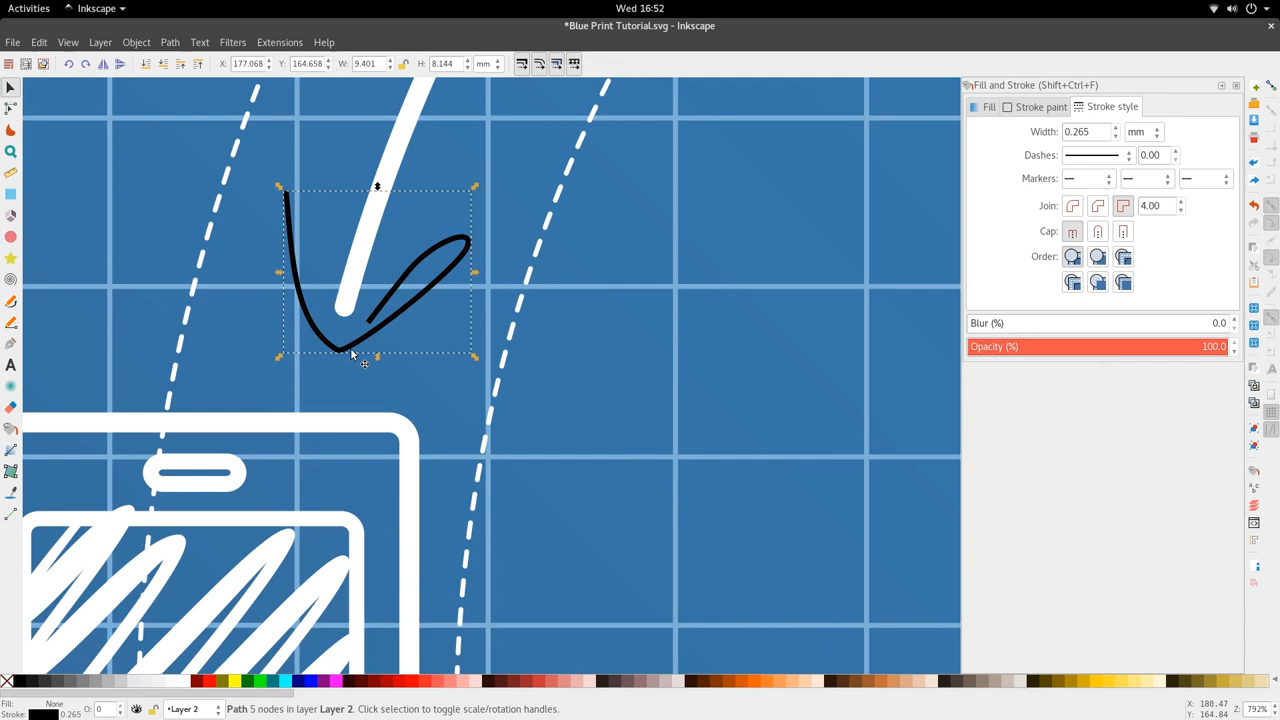 Activities Inkscape Wed 16:52
*Blue Print Tutorial.svg - Inkscape
File Edit View Layer Object Path Text Filters Extensions Help
X: 177.068 Y: 164.658 W: 9.401 H: 8.144 mm
Fill and Stroke (Shift+Ctrl+F)
Fill Stroke paint Stroke style
Width: 0.265 mm
Dashes: 0.00
Markers:
Join: 4.00
Cap:
Order:
Blur (%) 0.0
Opacity (%) 100.0
Fill: None
Stroke: 0.265
O: 0
•Layer 2
Path 5 nodes in layer Layer 2. Click selection to toggle scale/rotation handles.
X: 180.47
Y: 164.84
Z: 792%